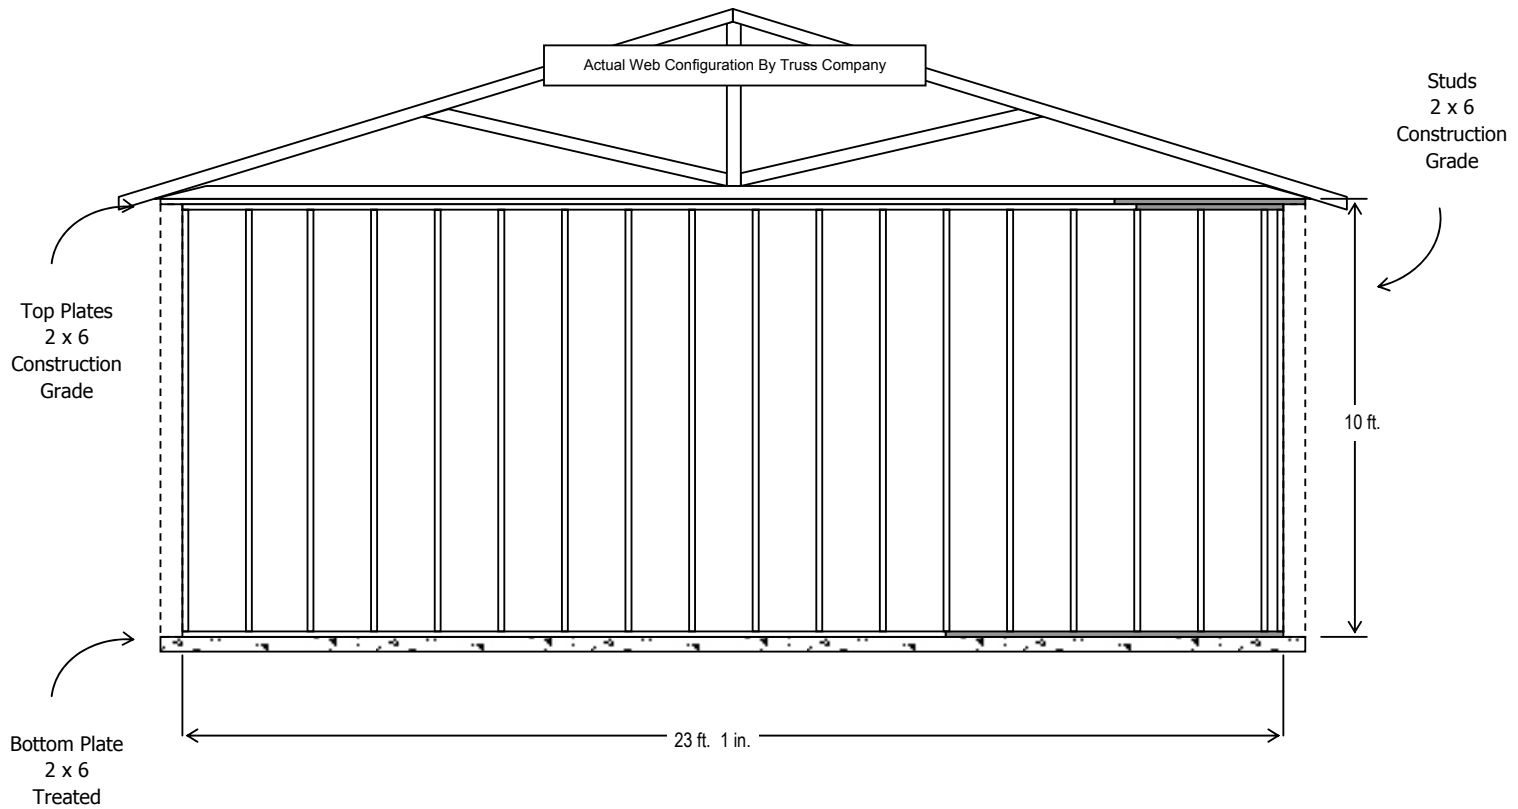 Actual Web Configuration By Truss Company
Studs
2 x 6
Construction
Grade
Top Plates
2 x 6
Construction
Grade
10 ft.
23 ft. 1 in.
Bottom Plate
2 x 6
Treated